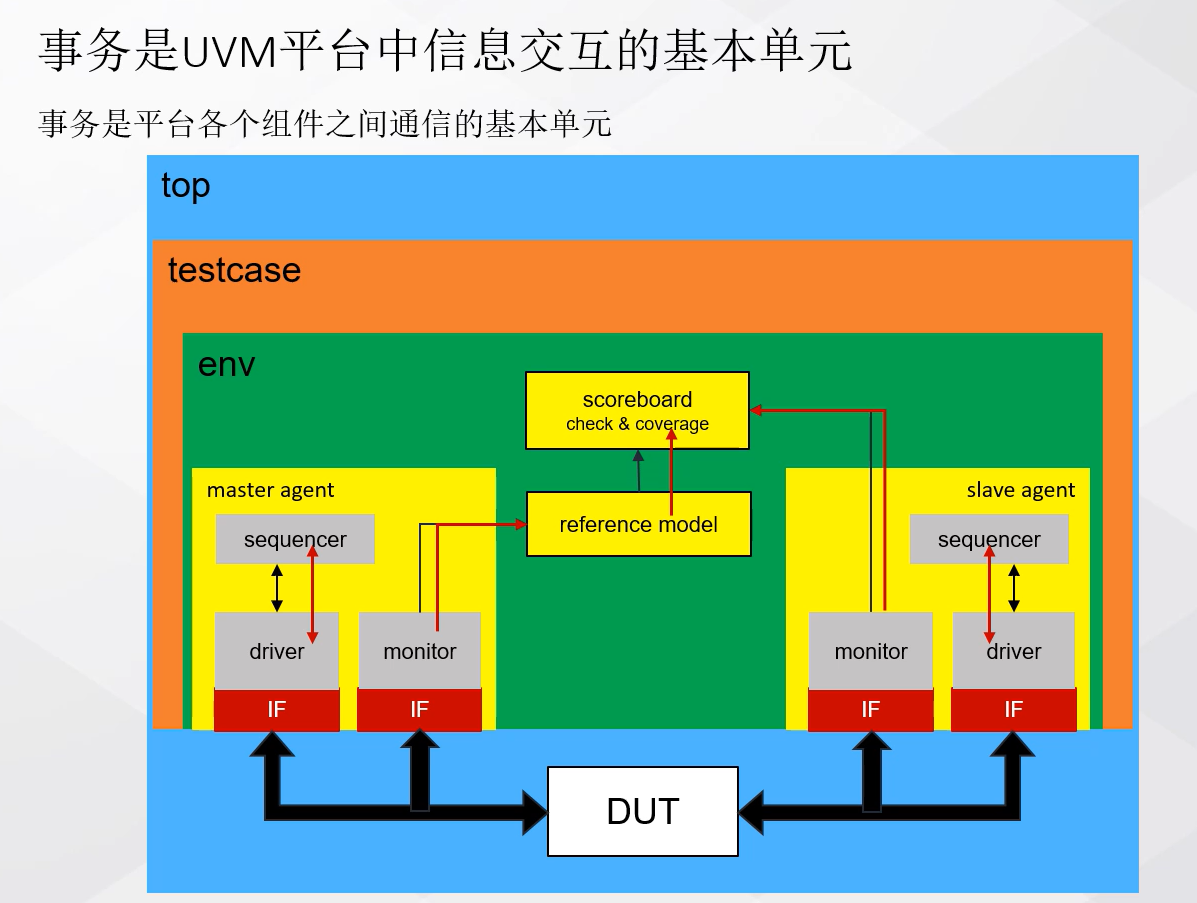 事务是UVM平台中信息交互的基本单元
事务是平台各个组件之间通信的基本单元
top
testcase
env
scoreboard
check & coverage
master agent
slave agent
reference model
sequencer
sequencer
driver
monitor
monitor
driver
IF
IF
IF
IF
DUT